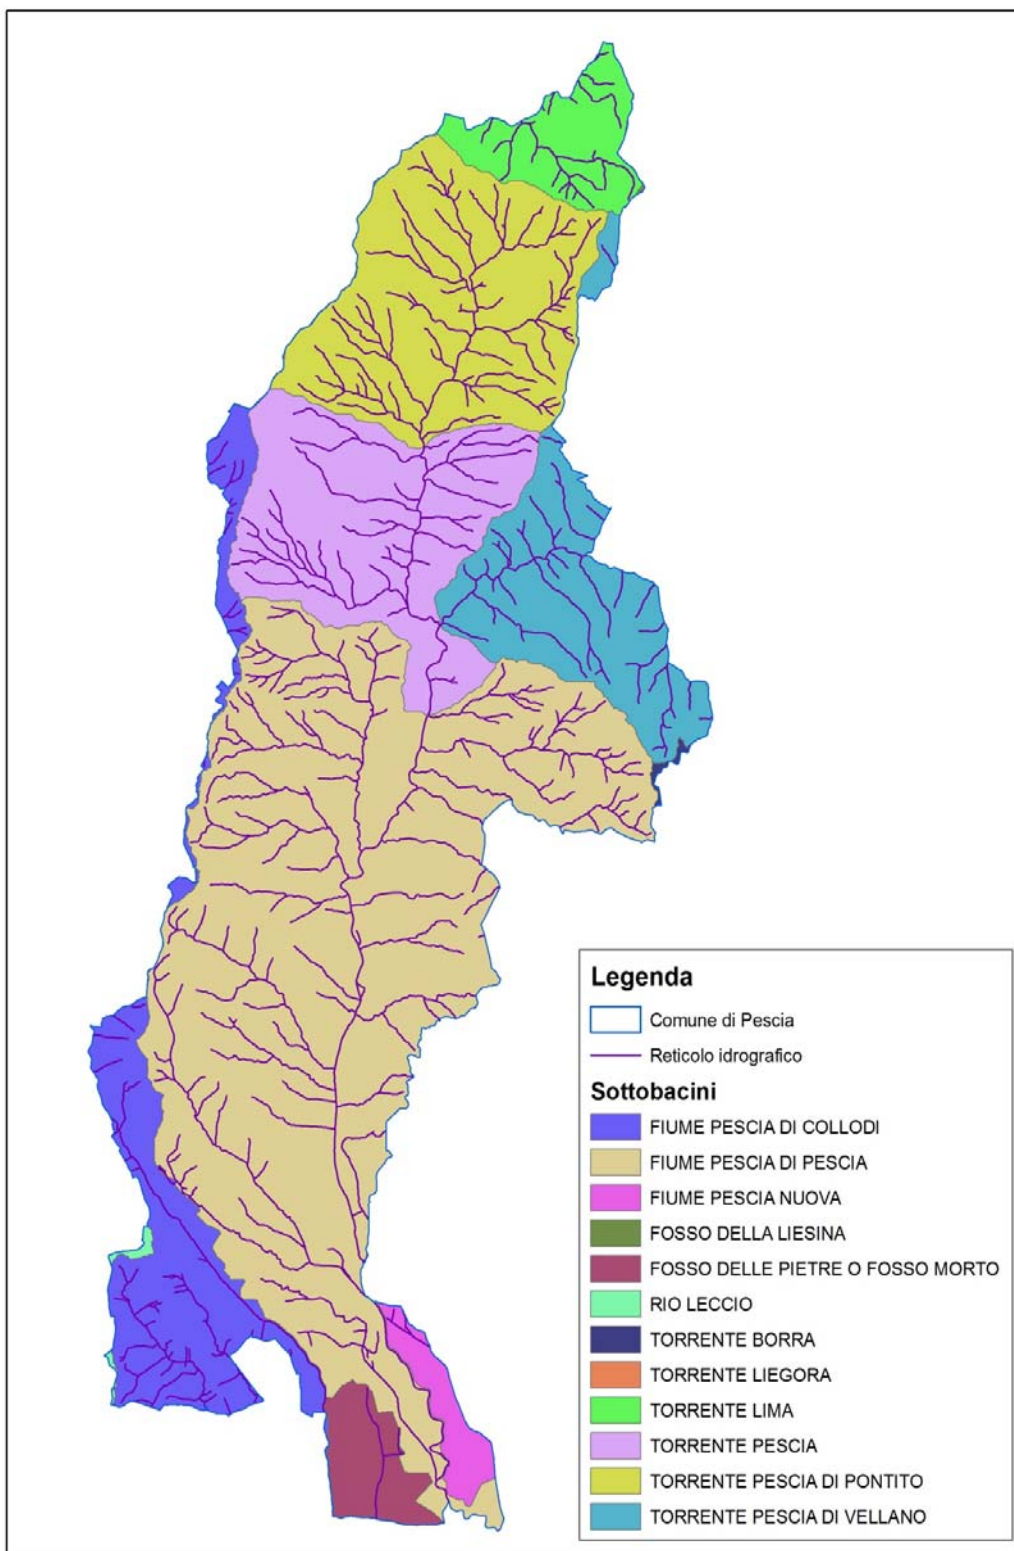 Legenda
Comune di Pescia
Reticolo idrografico
Sottobacini
FIUME PESCIA DI COLLODI
FIUME PESCIA DI PESCIA
FIUME PESCIA NUOVA
FOSSO DELLA LIESINA
FOSSO DELLE PIETRE O FOSSO MORTO
RIO LECCIO
TORRENTE BORRA
TORRENTE LIEGORA
TORRENTE LIMA
TORRENTE PESCIA
TORRENTE PESCIA DI PONTITO
TORRENTE PESCIA DI VELLANO